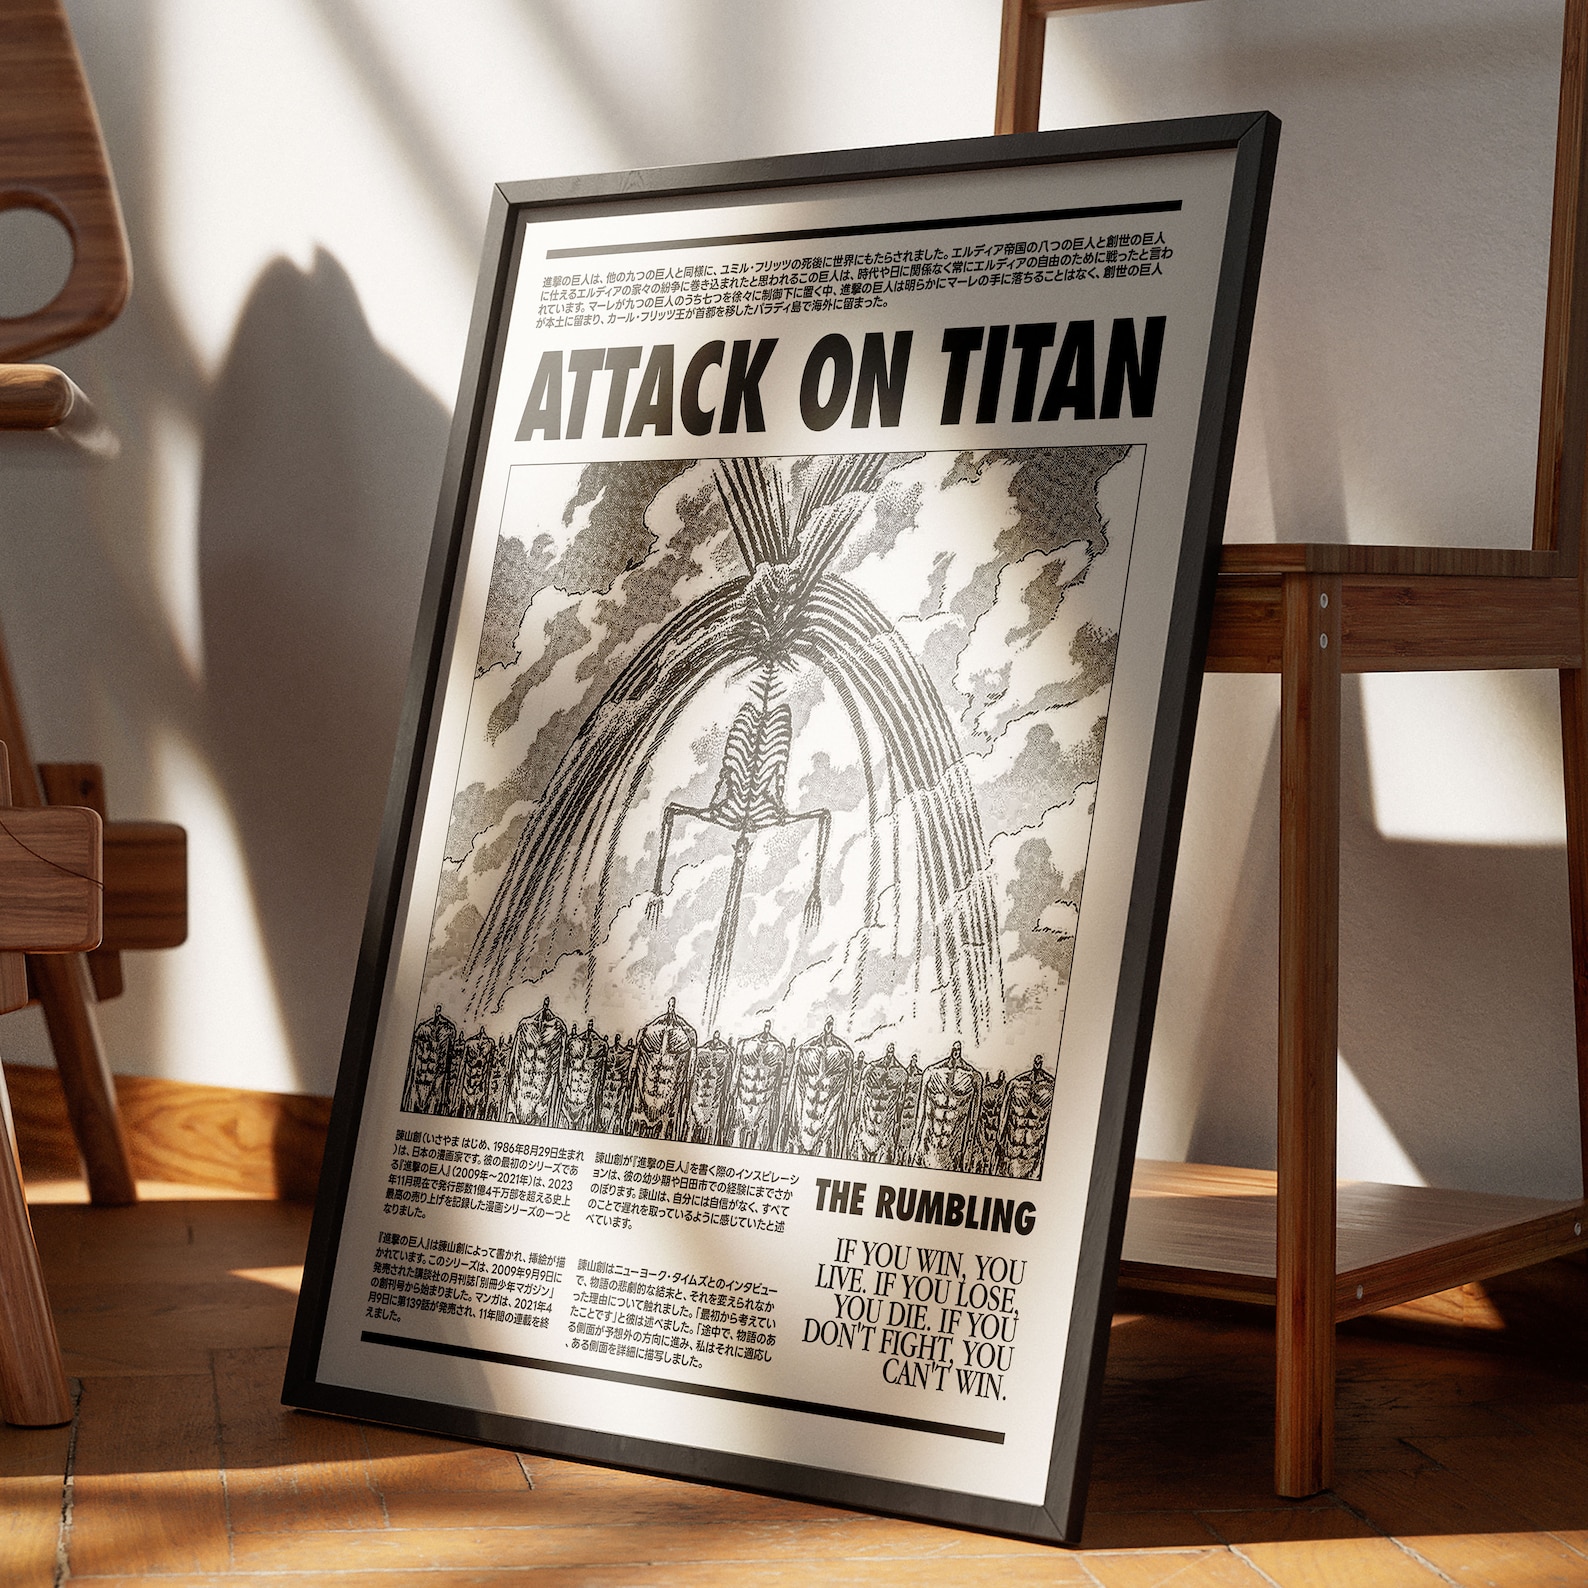 進撃の巨人は、他の九つの巨人と同様に、ユミル・フリッツの死後に世界にもたらされました。エルディア帝国の八つの巨人と創世の巨人
に仕えるエルディアの家々の紛争に巻き込まれたと思われるこの巨人は、時代や日に関係なく常にエルディアの自由のために戦ったと言わ
れています。マーレが九つの巨人のうち七つを徐々に制御下に置く中、進撃の巨人は明らかにマーレの手に落ちることはなく、創世の巨人
が本土に留まり、カール・フリッツ王が首都を移したパラディ島で海外に留まった。
ATTACK ON TITAN
諫山創（いさやま はじめ、1986年8月29日生まれ
）は、日本の漫画家です。彼の最初のシリーズであ
る『進撃の巨人』（2009年〜2021年）は、2023
年11月現在で発行部数1億4千万部を超える史上
最高の売り上げを記録した漫画シリーズの一つと
なりました。
『進撃の巨人』は諫山創によって書かれ、挿絵が描
かれています。このシリーズは、2009年9月9日に
発売された講談社の月刊誌「別冊少年マガジン」
の創刊号から始まりました。マンガは、2021年4
月9日に第139話が発売され、11年間の連載を終
えました。
諫山創が『進撃の巨人』を書く際のインスピレーシ
ョンは、彼の幼少期や日田市での経験にまでさか
のぼります。諫山は、自分には自信がなく、すべて
のことで遅れを取っているように感じていたと述
べています。
諫山創はニューヨーク・タイムズとのインタビュー
で、物語の悲劇的な結末と、それを変えられなか
った理由について触れました。「最初から考えてい
たことです」と彼は述べました。「途中で、物語のあ
る側面が予想外の方向に進み、私はそれに適応し
、ある側面を詳細に描写しました。
THE RUMBLING
IF YOU WIN, YOU
LIVE. IF YOU LOSE,
YOU DIE. IF YOU
DON'T FIGHT, YOU
CAN'T WIN.